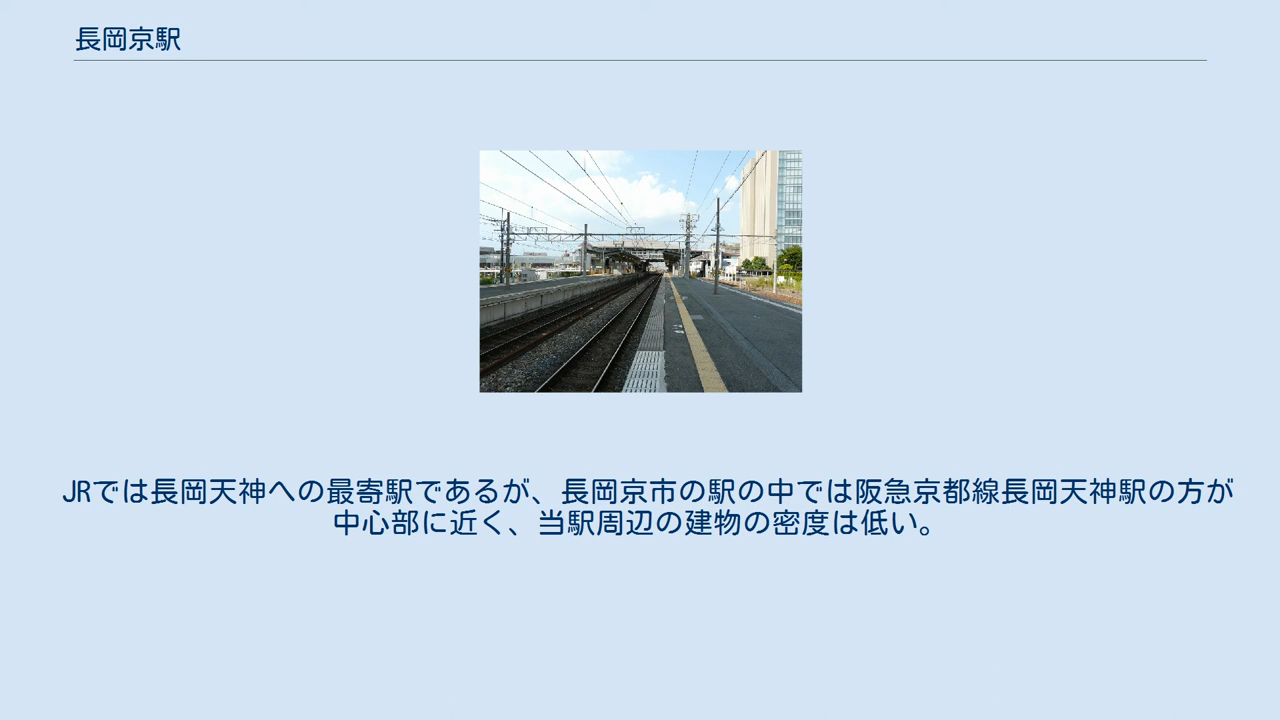 長岡京駅
JRでは長岡天神への最寄駅であるが、長岡京市の駅の中では阪急京都線長岡天神駅の方が
中心部に近く、当駅周辺の建物の密度は低い。